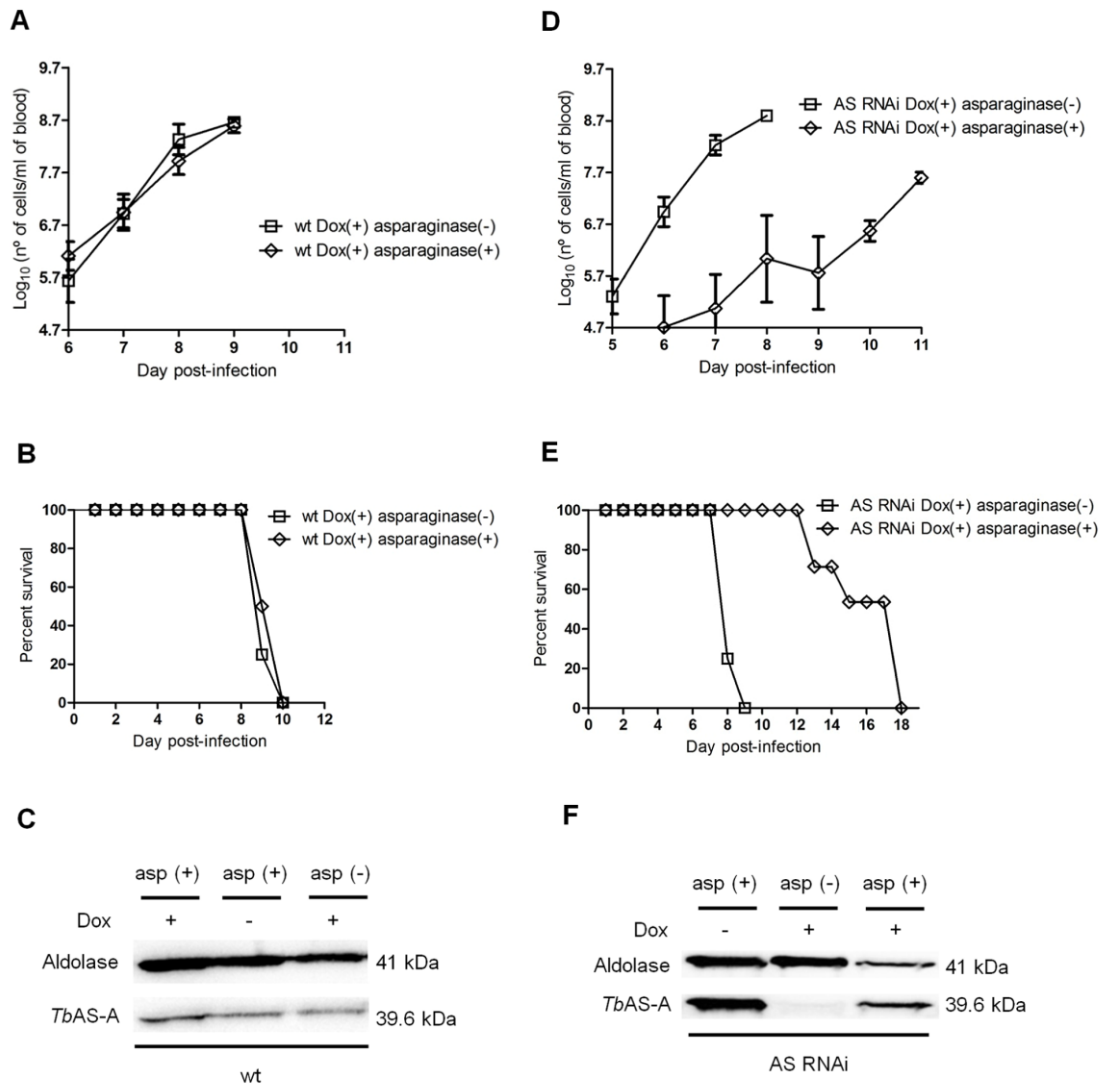 A
9.7
8.7
7.7
6.7
5.7
4.7
Log10 (nº of cells/ml of blood)
wt Dox(+) asparaginase(-)
wt Dox(+) asparaginase(+)
6 7 8 9 10 11
Day post-infection
D
9.7
8.7
7.7
6.7
5.7
4.7
Log10 (nº of cells/ml of blood)
AS RNAi Dox(+) asparaginase(-)
AS RNAi Dox(+) asparaginase(+)
5 6 7 8 9 10 11
Day post-infection
B
100
80
60
40
20
0
Percent survival
wt Dox(+) asparaginase(-)
wt Dox(+) asparaginase(+)
0 2 4 6 8 10 12
Day post-infection
E
100
80
60
40
20
0
Percent survival
AS RNAi Dox(+) asparaginase(-)
AS RNAi Dox(+) asparaginase(+)
0 2 4 6 8 10 12 14 16 18
Day post-infection
C
asp (+) asp (+) asp (-)
Dox + - +
Aldolase 41 kDa
TbAS-A 39.6 kDa
wt
F
asp (+) asp (-) asp (+)
Dox - + +
Aldolase 41 kDa
TbAS-A 39.6 kDa
AS RNAi